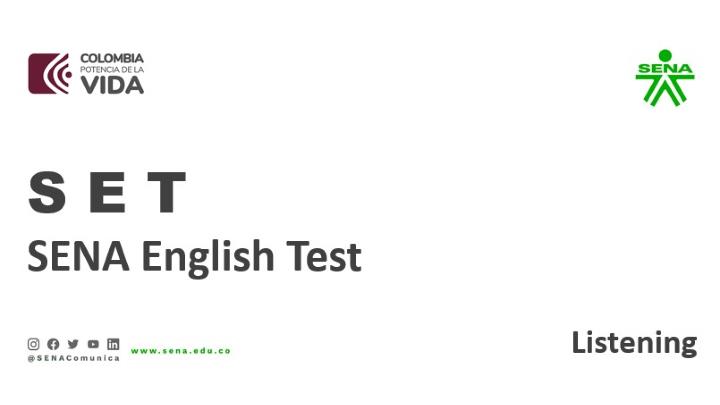 COLOMBIA
POTENCIA DE LA
VIDA
SENA
S E T
SENA English Test
@SENAComunica
www.sena.edu.co
Listening